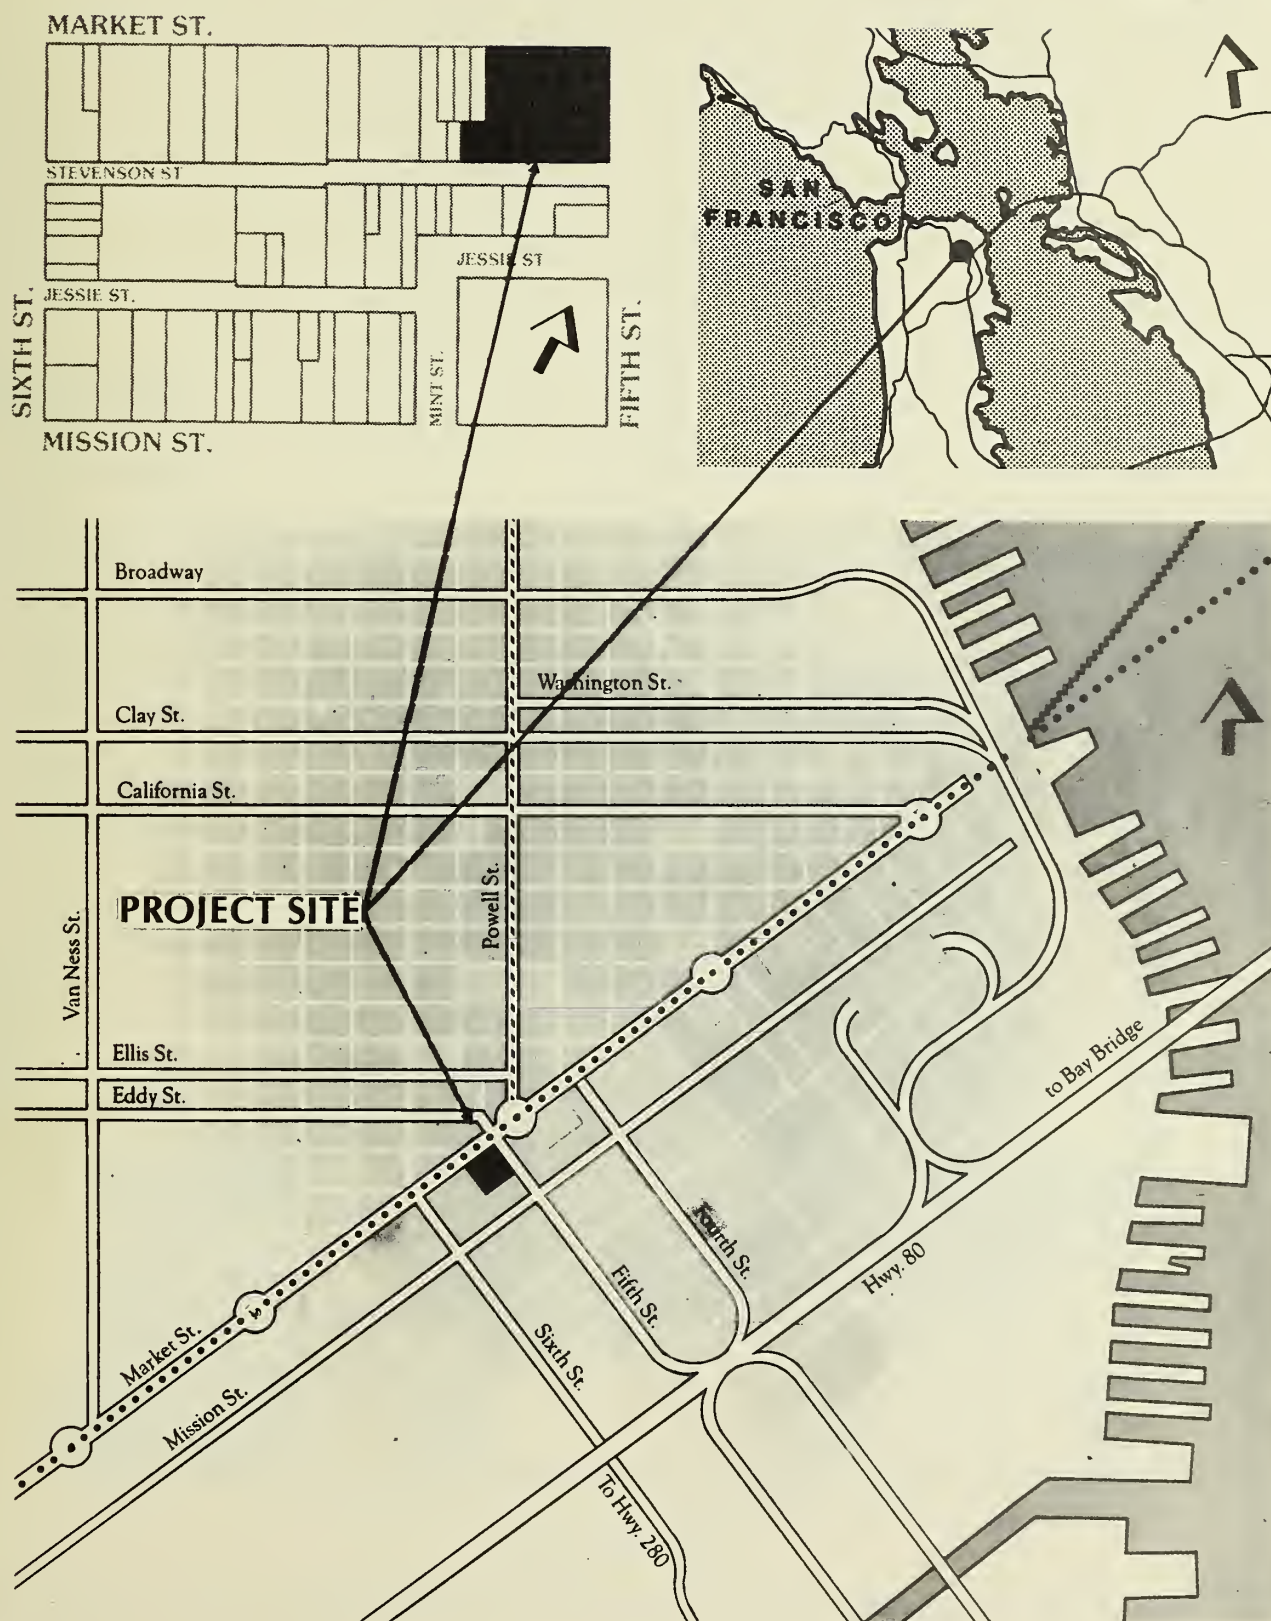 MARKET ST.
STEVENSON ST
JESSIE ST
JESSIE ST.
SIXTH ST.
MINT ST.
FIFTH ST.
MISSION ST.
SAN
FRANCISCO
Broadway
Washington St.
Clay St.
California St.
Powell St.
PROJECT SITE
Van Ness St.
Ellis St.
Eddy St.
to Bay Bridge
Fourth St.
Hwy. 80
Fifth St.
Sixth St.
Market St.
Mission St.
To Hwy. 280